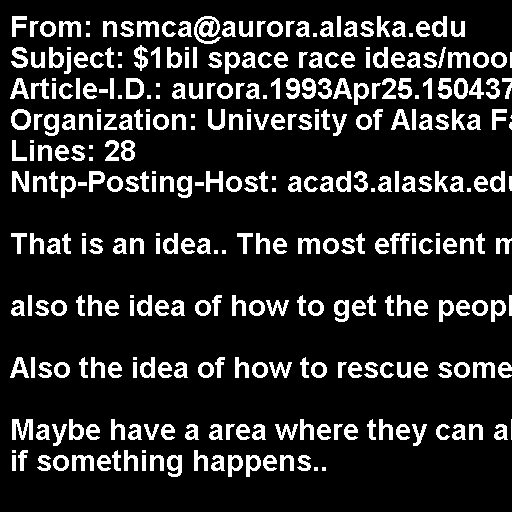 From: nsmca@aurora.alaska.edu
Subject: $1bil space race ideas/moon
Article-I.D.: aurora.1993Apr25.150437
Organization: University of Alaska
Lines: 28
Nntp-Posting-Host: acad3.alaska.edu
That is an idea.. The most efficient
also the idea of how to get the
Also the idea of how to rescue some
Maybe have a area where they can
if something happens..